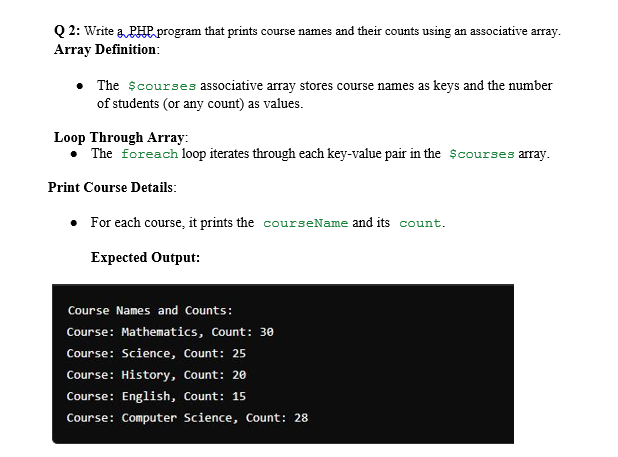 Q 2: Write a PHP program that prints course names and their counts using an associative array.
Array Definition:
• The $courses associative array stores course names as keys and the number
of students (or any count) as values.
Loop Through Array:
• The foreach loop iterates through each key-value pair in the $courses array.
Print Course Details:
• For each course, it prints the courseName and its count.
Expected Output:
Course Names and Counts:
Course: Mathematics, Count: 30
Course: Science, Count: 25
Course: History, Count: 20
Course: English, Count: 15
Course: Computer Science, Count: 28